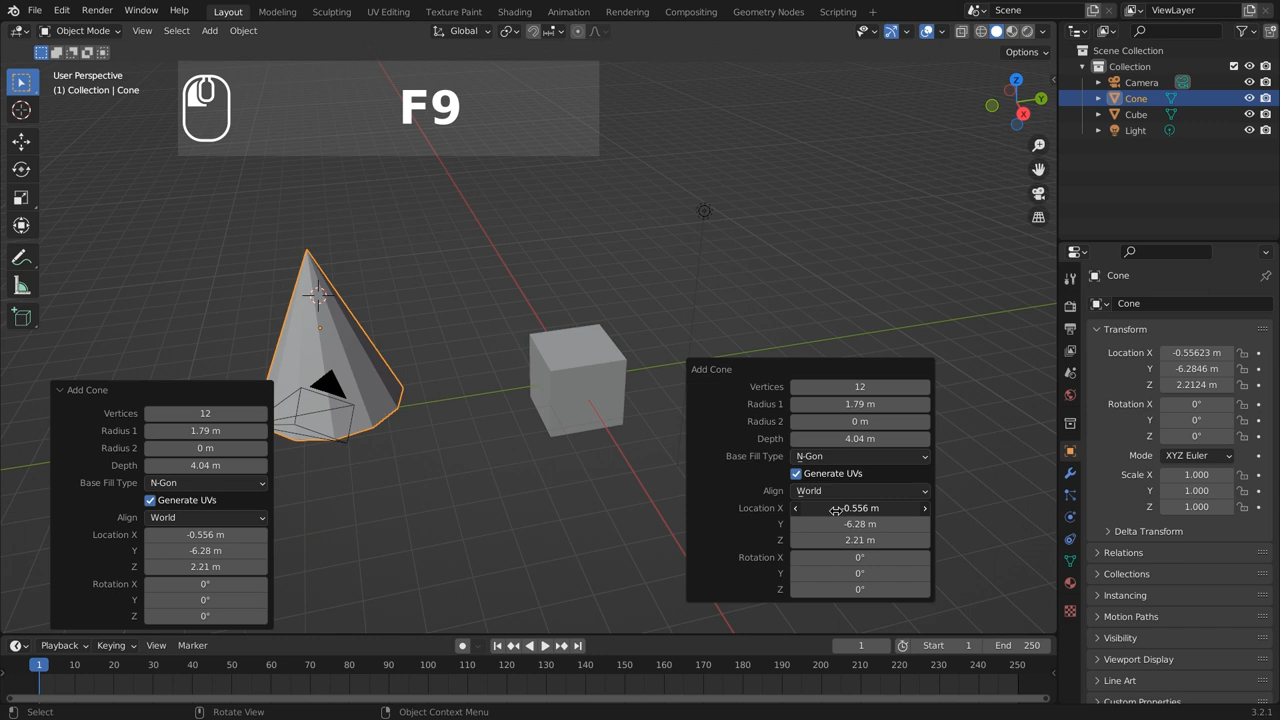 File Edit Render Window Help Layout Modeling Sculpting UV Editing Texture Paint Shading Animation Rendering Compositing Geometry Nodes Scripting Scene ViewLayer
Object Mode View Select Add Object Global
Options
User Perspective
(1) Collection | Cone
F9
Z
Y
X
Scene Collection
Collection
Camera
Cone
Cube
Light
Cone
Cone
Transform
Location X -0.55623 m
Y -6.2846 m
Z 2.2124 m
Rotation X 0°
Y 0°
Z 0°
Mode XYZ Euler
Scale X 1.000
Y 1.000
Z 1.000
Delta Transform
Relations
Collections
Instancing
Motion Paths
Visibility
Viewport Display
Line Art
Custom Properties
Add Cone
Vertices 12
Radius 1 1.79 m
Radius 2 0 m
Depth 4.04 m
Base Fill Type N-Gon
Generate UVs
Align World
Location X -0.556 m
Y -6.28 m
Z 2.21 m
Rotation X 0°
Y 0°
Z 0°
Add Cone
Vertices 12
Radius 1 1.79 m
Radius 2 0 m
Depth 4.04 m
Base Fill Type N-Gon
Generate UVs
Align World
Location X -0.556 m
Y -6.28 m
Z 2.21 m
Rotation X 0°
Y 0°
Z 0°
Playback Keying View Marker 1 Start 1 End 250
1 10 20 30 40 50 60 70 80 90 100 110 120 130 140 150 160 170 180 190 200 210 220 230 240 250
Select Rotate View Object Context Menu 3.2.1